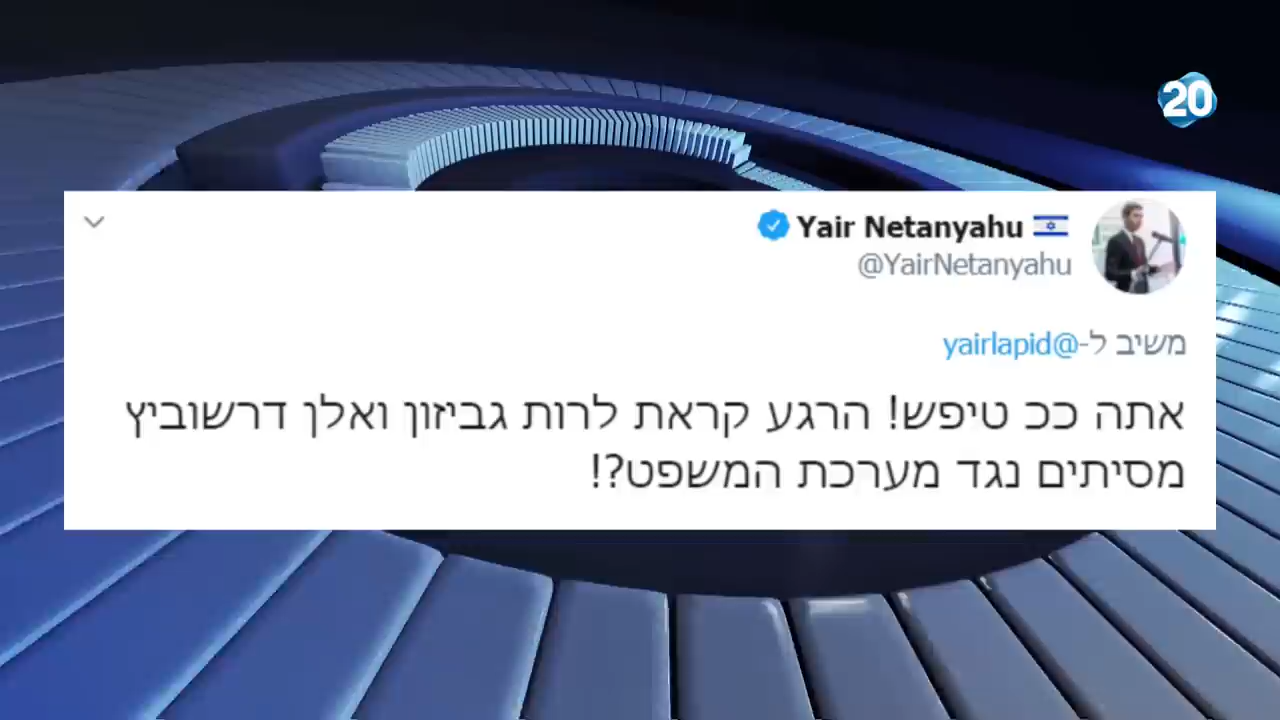 20
Yair Netanyahu
@YairNetanyahu
משיב ל-@yairlapid
אתה ככ טיפש! הרגע קראת לרות גביזון ואלן דרשוביץ
מסיתים נגד מערכת המשפט?!